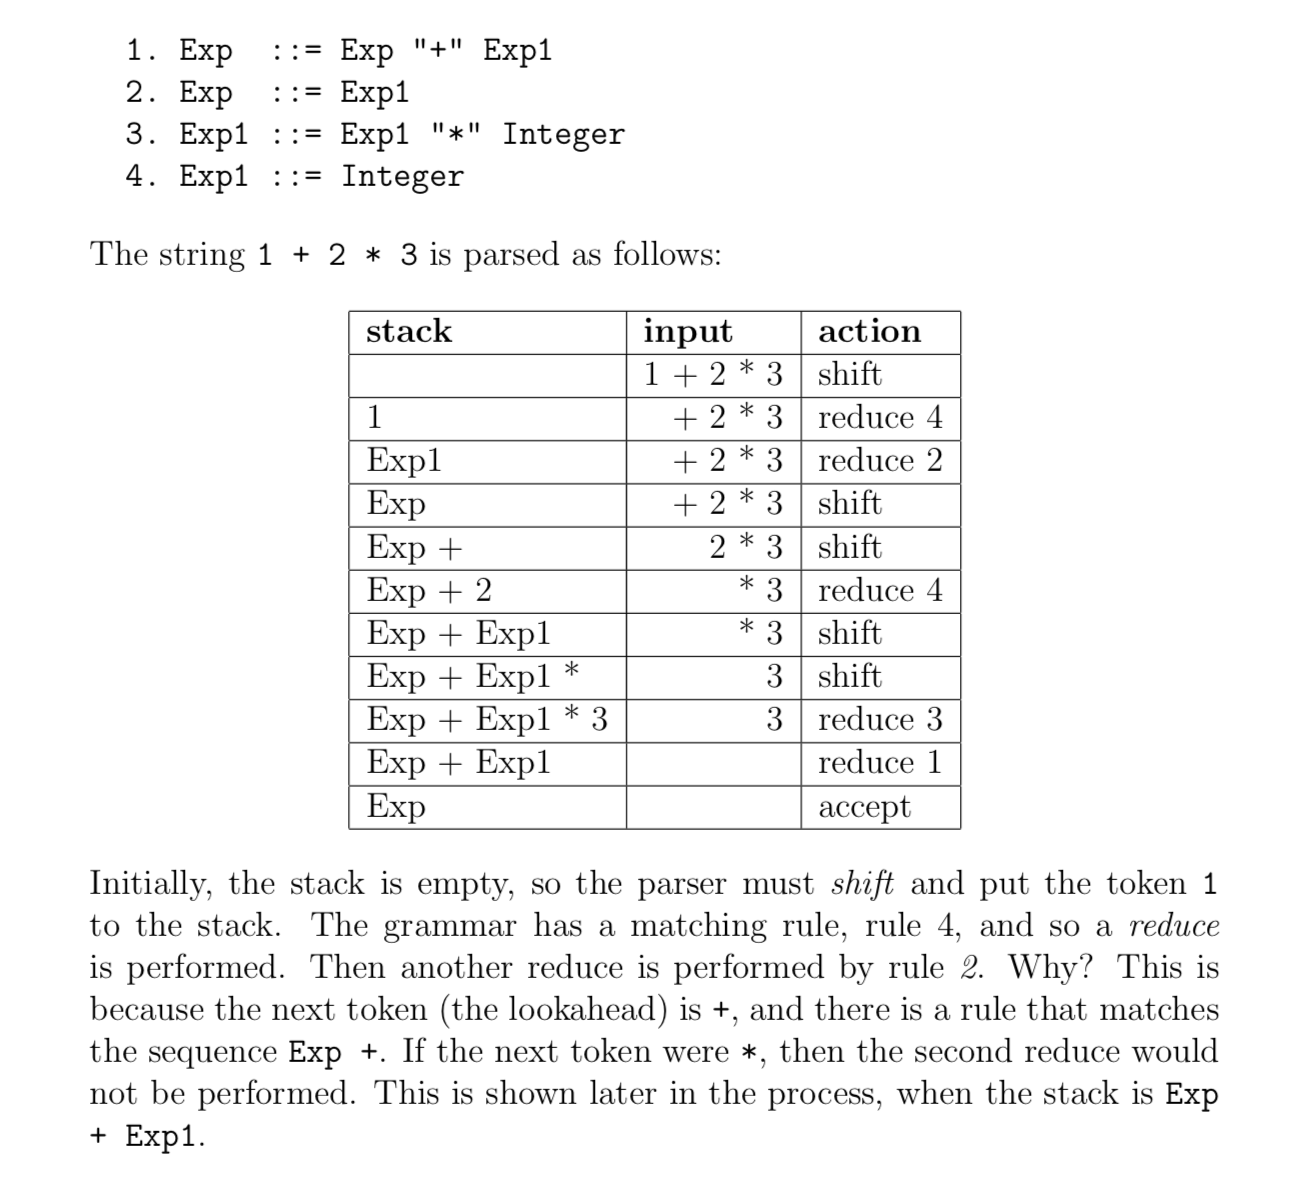 1. Exp ::= Exp "+" Exp1
2. Exp ::= Exp1
3. Exp1 ::= Exp1 "*" Integer
4. Exp1 ::= Integer
The string 1 + 2 * 3 is parsed as follows:
stack input action
1 + 2 * 3 shift
1 + 2 * 3 reduce 4
Exp1 + 2 * 3 reduce 2
Exp + 2 * 3 shift
Exp + 2 * 3 shift
Exp + 2 * 3 reduce 4
Exp + Exp1 * 3 shift
Exp + Exp1 * 3 shift
Exp + Exp1 * 3 3 reduce 3
Exp + Exp1 reduce 1
Exp accept
Initially, the stack is empty, so the parser must shift and put the token 1
to the stack. The grammar has a matching rule, rule 4, and so a reduce
is performed. Then another reduce is performed by rule 2. Why? This is
because the next token (the lookahead) is +, and there is a rule that matches
the sequence Exp +. If the next token were *, then the second reduce would
not be performed. This is shown later in the process, when the stack is Exp
+ Exp1.